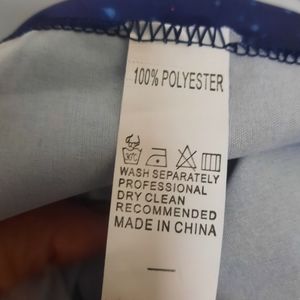 100% POLYESTER
30°C
WASH SEPARATELY
PROFESSIONAL
DRY CLEAN
RECOMMENDED
MADE IN CHINA